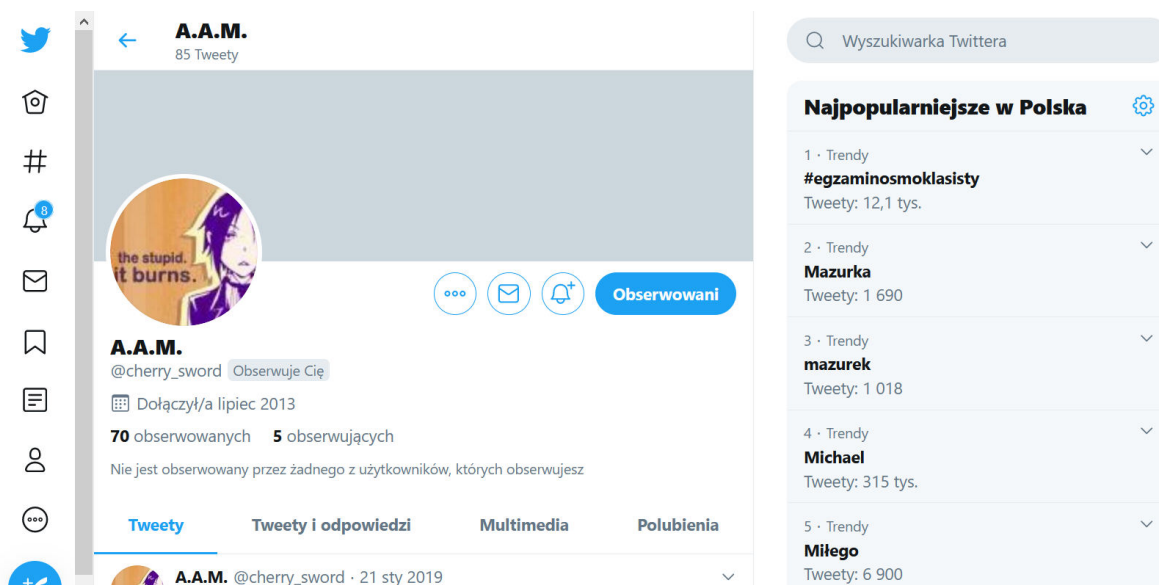 A.A.M.
85 Tweety
the stupid.
it burns.
Obserwowani
A.A.M.
@cherry_sword Obserwuje Cię
Dołączył/a lipiec 2013
70 obserwowanych 5 obserwujących
Nie jest obserwowany przez żadnego z użytkowników, których obserwujesz
Tweety Tweety i odpowiedzi Multimedia Polubienia
A.A.M. @cherry_sword · 21 sty 2019
8
Wyszukiwarka Twittera
Najpopularniejsze w Polska
1 · Trendy
#egzaminosmoklasisty
Tweety: 12,1 tys.
2 · Trendy
Mazurka
Tweety: 1 690
3 · Trendy
mazurek
Tweety: 1 018
4 · Trendy
Michael
Tweety: 315 tys.
5 · Trendy
Miłego
Tweety: 6 900